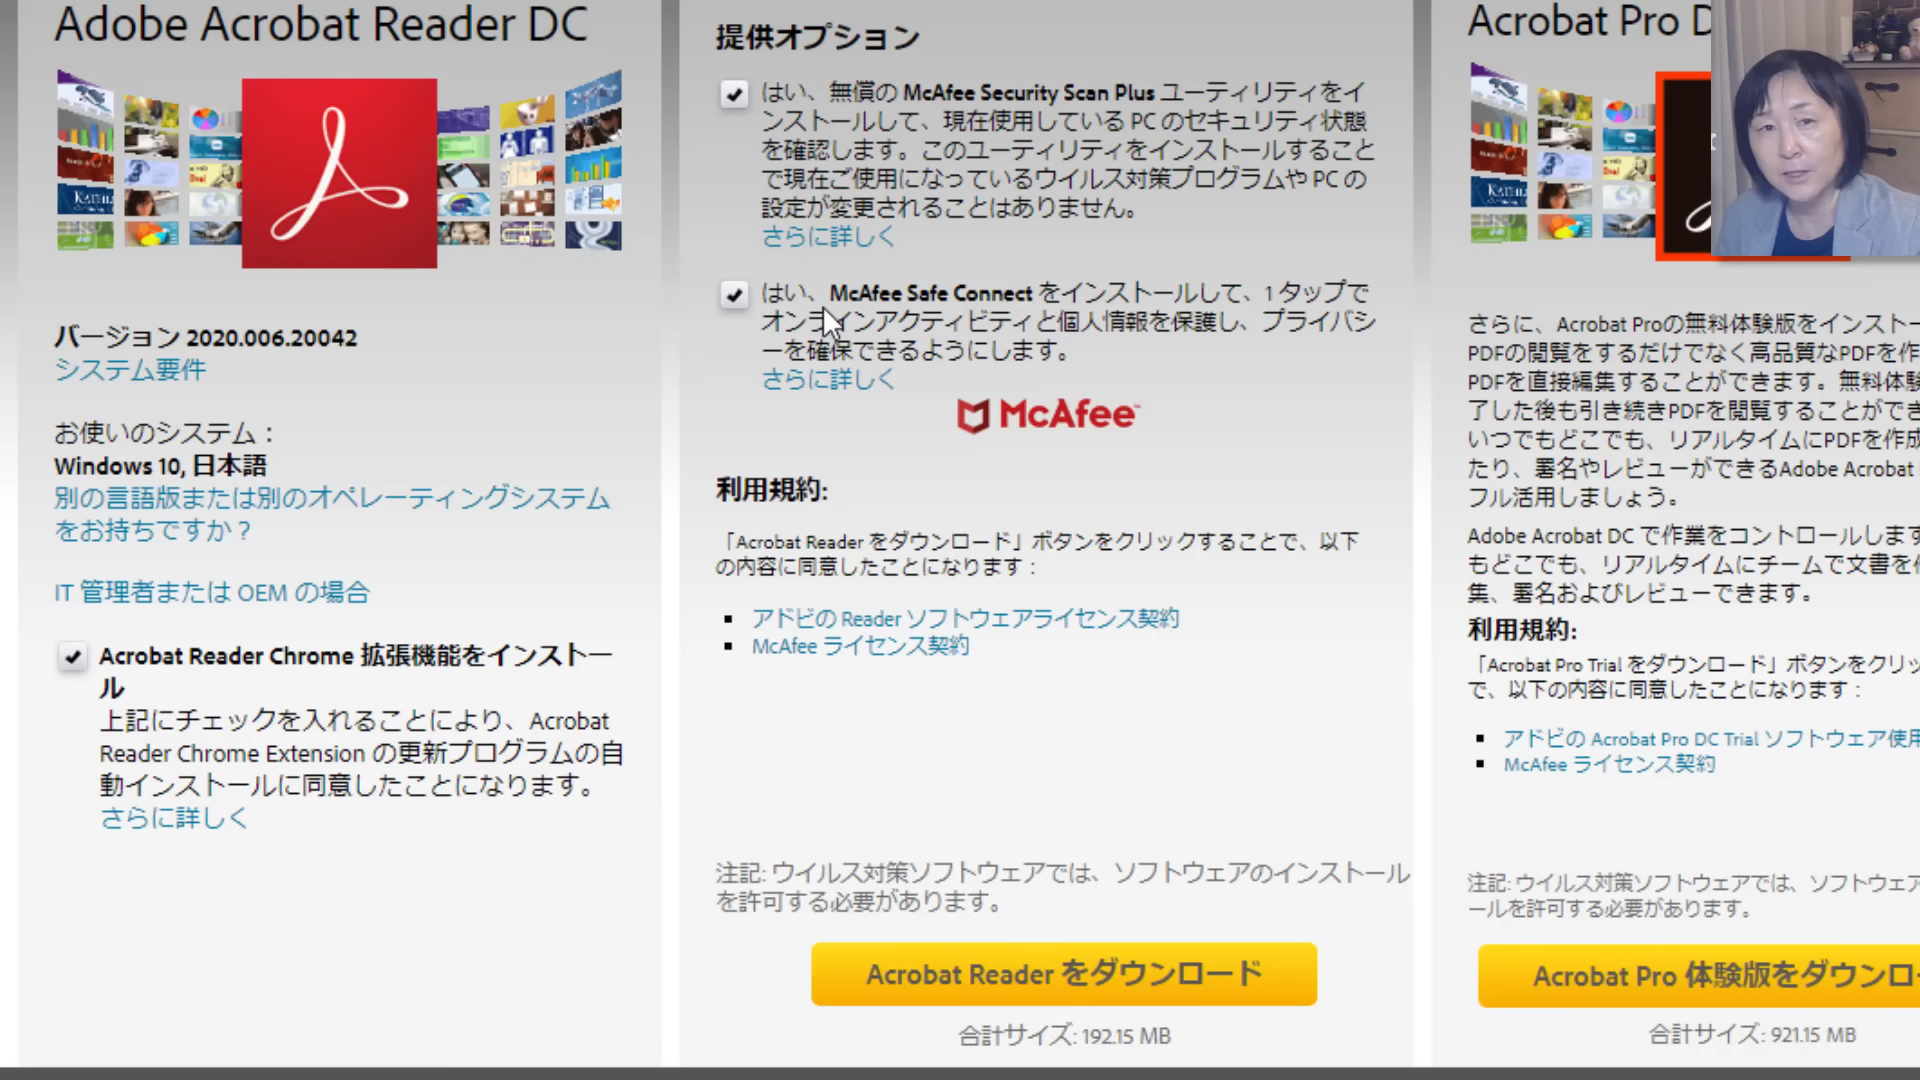 Adobe Acrobat Reader DC
バージョン 2020.006.20042
システム要件
お使いのシステム：
Windows 10, 日本語
別の言語版または別のオペレーティングシステム
をお持ちですか？
IT 管理者または OEM の場合
Acrobat Reader Chrome 拡張機能をインストー
ル
上記にチェックを入れることにより、Acrobat
Reader Chrome Extension の更新プログラムの自
動インストールに同意したことになります。
さらに詳しく
提供オプション
はい、無償の McAfee Security Scan Plus ユーティリティをイ
ンストールして、現在使用している PC のセキュリティ状態
を確認します。このユーティリティをインストールすること
で現在ご使用になっているウイルス対策プログラムや PC の
設定が変更されることはありません。
さらに詳しく
はい、McAfee Safe Connect をインストールして、1 タップで
オンラインアクティビティと個人情報を保護し、プライバシ
ーを確保できるようにします。
さらに詳しく
McAfee
利用規約:
「Acrobat Reader をダウンロード」ボタンをクリックすることで、以下
の内容に同意したことになります：
アドビの Reader ソフトウェアライセンス契約
McAfee ライセンス契約
注記: ウイルス対策ソフトウェアでは、ソフトウェアのインストール
を許可する必要があります。
Acrobat Reader をダウンロード
合計サイズ: 192.15 MB
Acrobat Pro D
さらに、Acrobat Proの無料体験版をインストー
PDFの閲覧をするだけでなく高品質なPDFを作
PDFを直接編集することができます。無料体験
了した後も引き続きPDFを閲覧することができ
いつでもどこでも、リアルタイムにPDFを作成
たり、署名やレビューができるAdobe Acrobat
フル活用しましょう。
Adobe Acrobat DC で作業をコントロールします
もどこでも、リアルタイムにチームで文書を作
集、署名およびレビューできます。
利用規約:
「Acrobat Pro Trial をダウンロード」ボタンをクリッ
で、以下の内容に同意したことになります：
アドビの Acrobat Pro DC Trial ソフトウェア使用
McAfee ライセンス契約
注記: ウイルス対策ソフトウェアでは、ソフトウェア
ールを許可する必要があります。
Acrobat Pro 体験版をダウンロー
合計サイズ: 921.15 MB